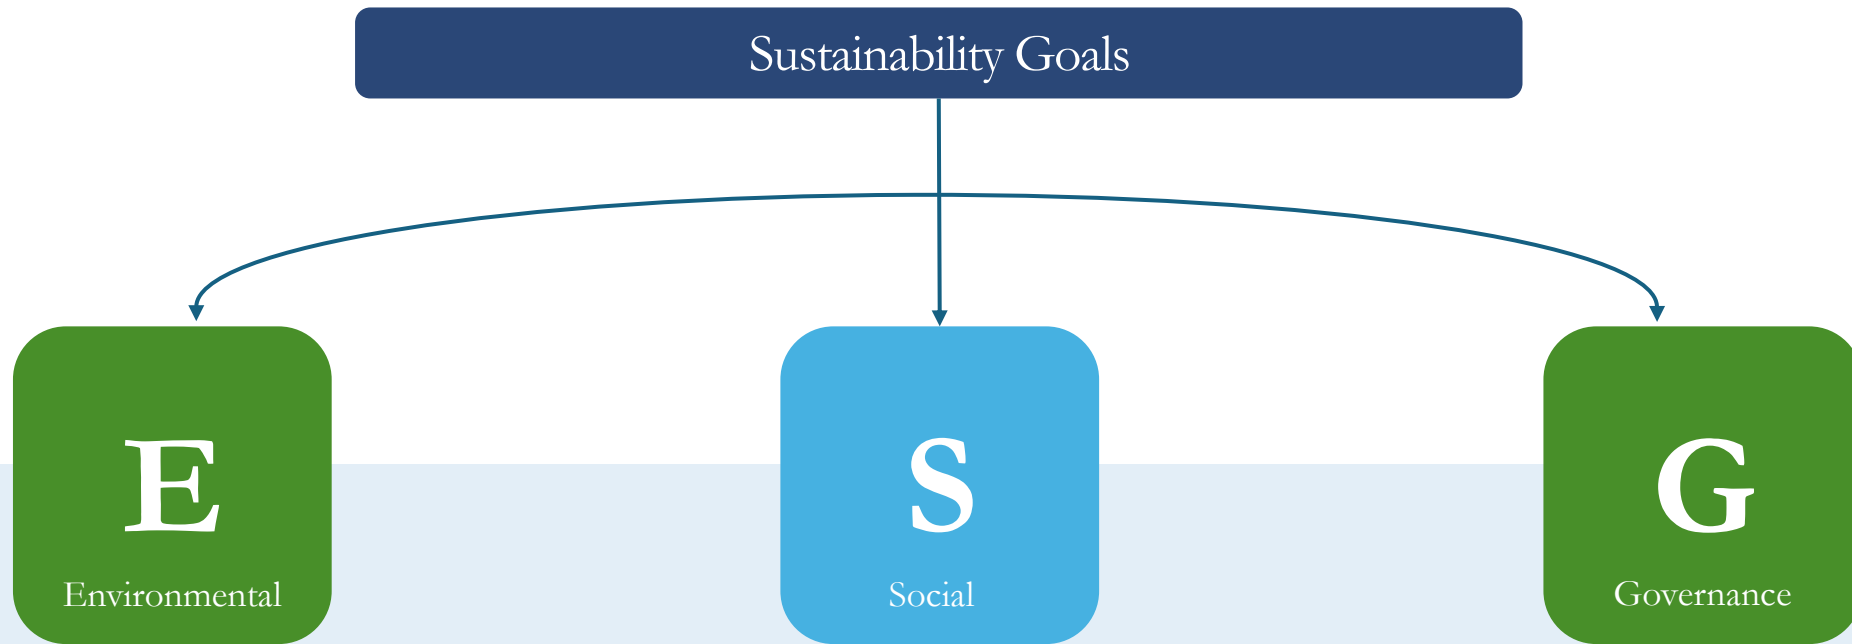 Sustainability Goals
E
Environmental
S
Social
G
Governance